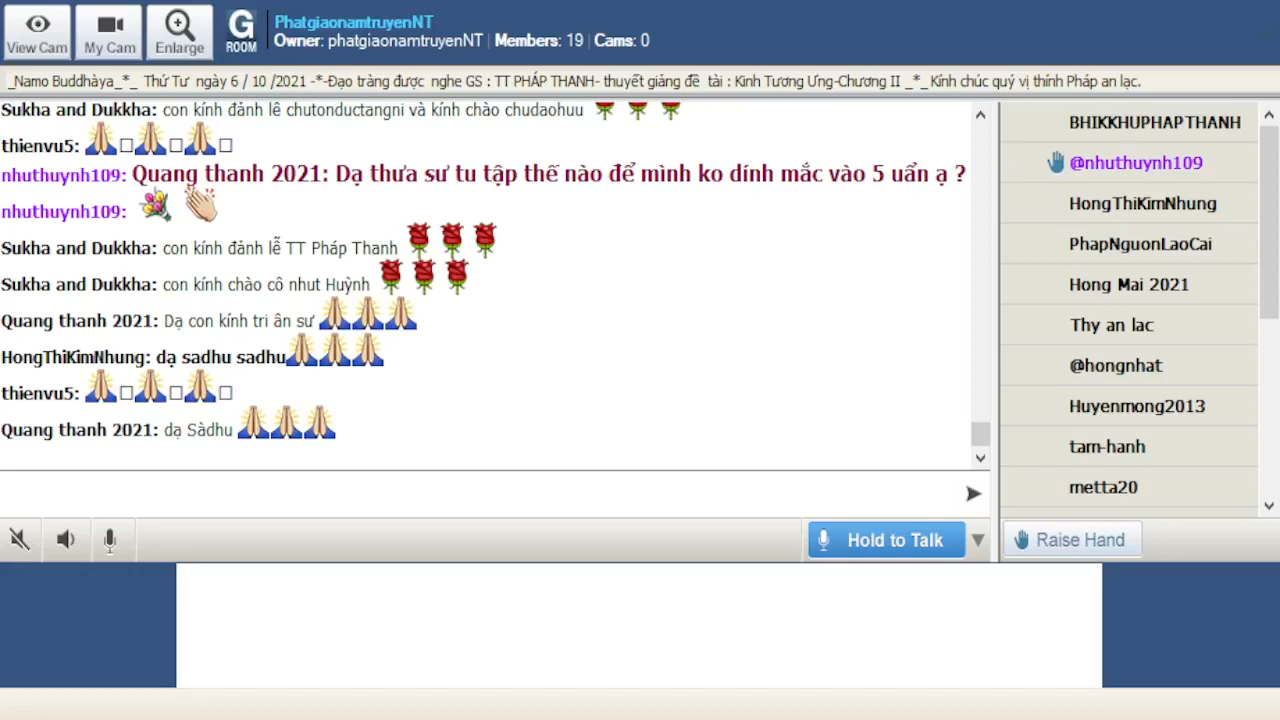 PhatgiaonamtruyenNT
View Cam My Cam Enlarge G ROOM Owner: phatgiaonamtruyenNT | Members: 19 | Cams: 0
_Namo Buddhàya_*_ Thứ Tư ngày 6 / 10 /2021 -*-Đạo tràng được nghe GS : TT PHÁP THANH- thuyết giảng đề tài : Kinh Tương Ưng-Chương II _*_Kính chúc quý vị thính Pháp an lạc.
Sukha and Dukkha: con kính đảnh lê chutonductangni và kính chào chudaohuu
thienvu5:
nhuthuynh109: Quang thanh 2021: Dạ thưa sư tu tập thế nào để mình ko dính mắc vào 5 uẩn ạ ?
nhuthuynh109:
Sukha and Dukkha: con kính đảnh lễ TT Pháp Thanh
Sukha and Dukkha: con kính chào cô nhut Huỳnh
Quang thanh 2021: Dạ con kính tri ân sư
HongThiKimNhung: dạ sadhu sadhu
thienvu5:
Quang thanh 2021: dạ Sàdhu
BHIKKHUPHAPTHANH
@nhuthuynh109
HongThiKimNhung
PhapNguonLaoCai
Hong Mai 2021
Thy an lac
@hongnhat
Huyenmong2013
tam-hanh
metta20
Hold to Talk
Raise Hand